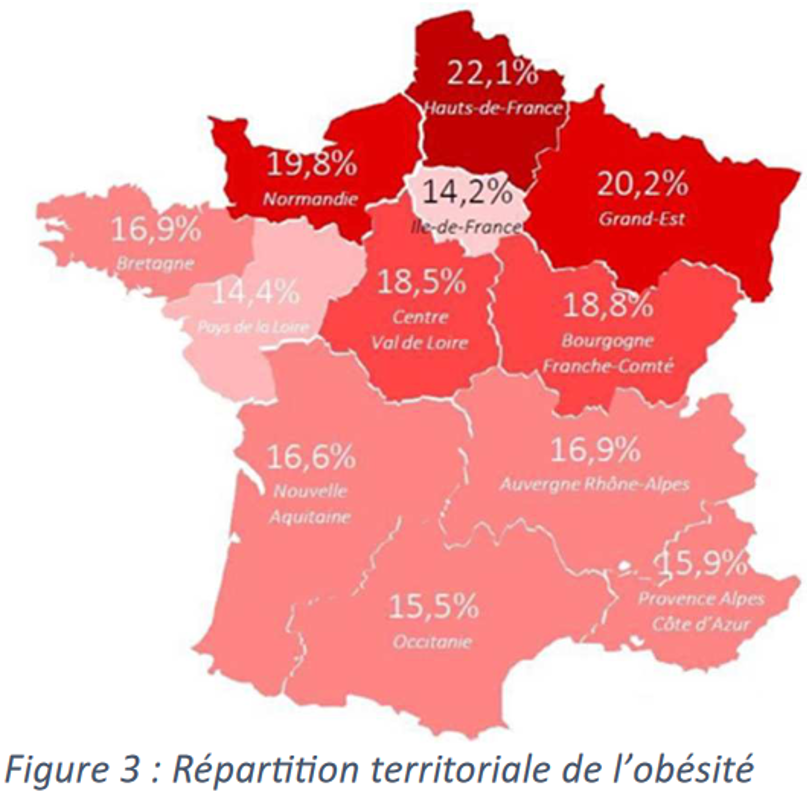 22,1%
Hauts-de-France
19,8%
Normandie
14,2%
Ile-de-France
20,2%
Grand-Est
16,9%
Bretagne
14,4%
Pays de la Loire
18,5%
Centre
Val de Loire
18,8%
Bourgogne
Franche-Comté
16,6%
Nouvelle
Aquitaine
16,9%
Auvergne Rhône-Alpes
15,9%
Provence Alpes
Côte d'Azur
15,5%
Occitanie
Figure 3 : Répartition territoriale de l’obésité